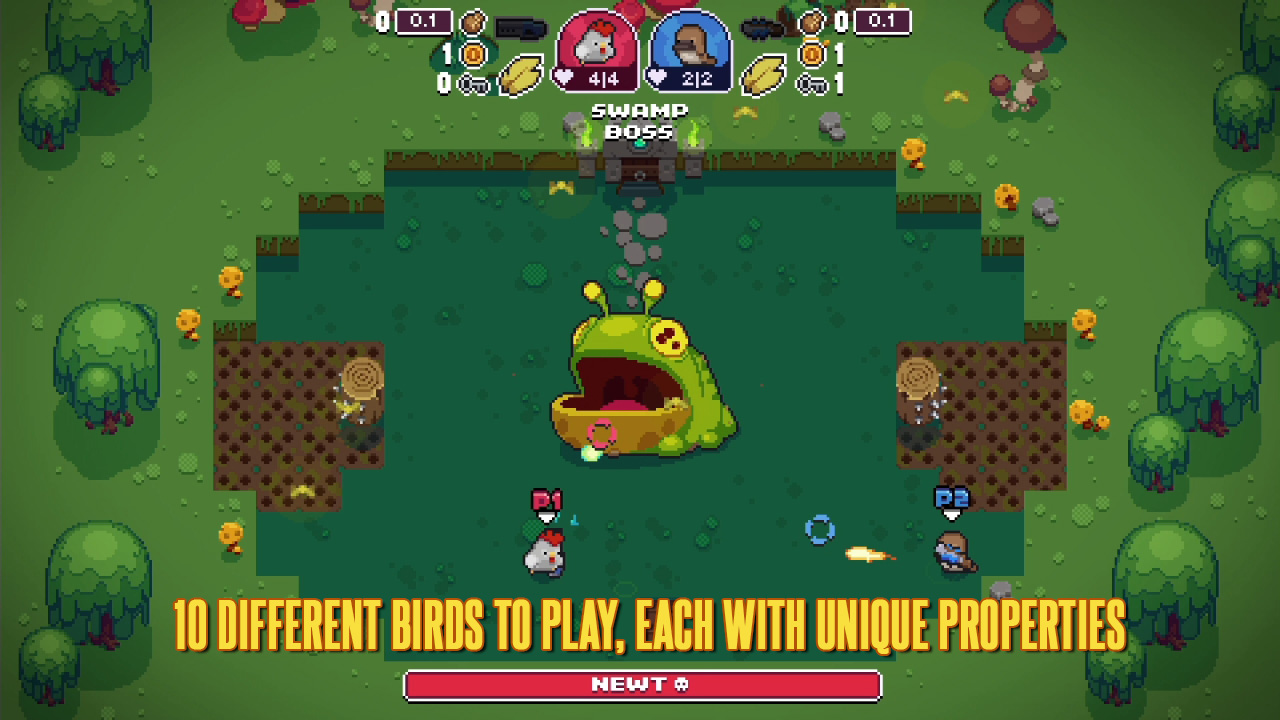 0 0.1 0 0.1
1 1
4|4 2|2
0 1
SWAMP
BOSS
P1 P2
10 DIFFERENT BIRDS TO PLAY, EACH WITH UNIQUE PROPERTIES
NEWT